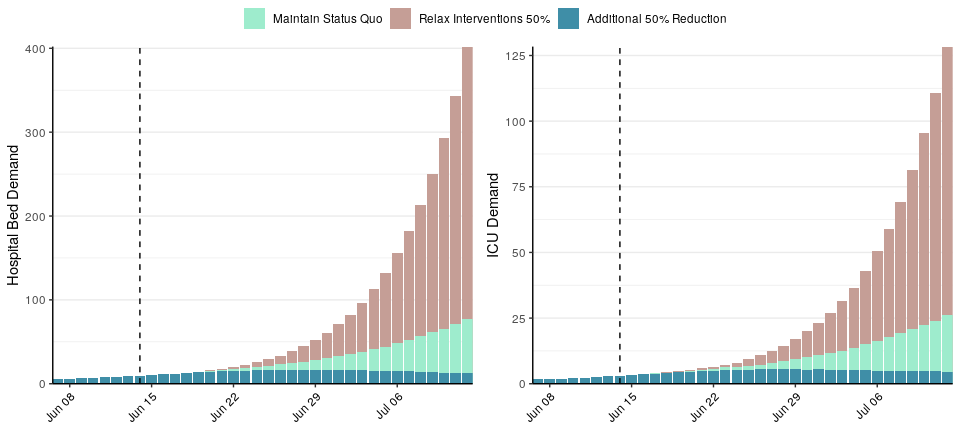 Maintain Status Quo Relax Interventions 50% Additional 50% Reduction
Hospital Bed Demand
400
300
200
100
0
Jun 08 Jun 15 Jun 22 Jun 29 Jul 06
ICU Demand
125
100
75
50
25
0
Jun 08 Jun 15 Jun 22 Jun 29 Jul 06